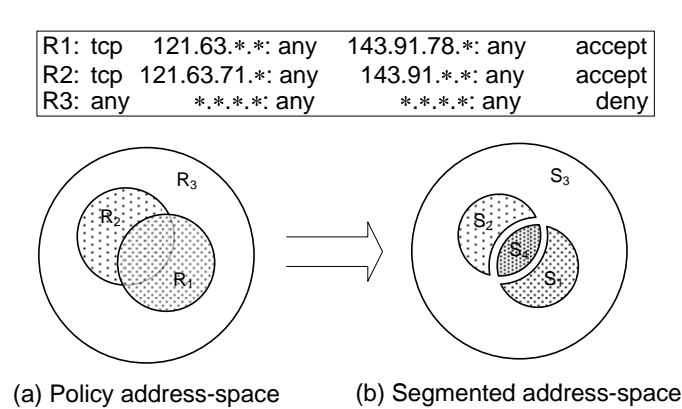 R1: tcp 121.63.*.*: any 143.91.78.*: any accept
R2: tcp 121.63.71.*: any 143.91.*.*: any accept
R3: any *.*.*.*: any *.*.*.*: any deny
R3
R2
R1
S3
S2
S4
S1
(a) Policy address-space
(b) Segmented address-space